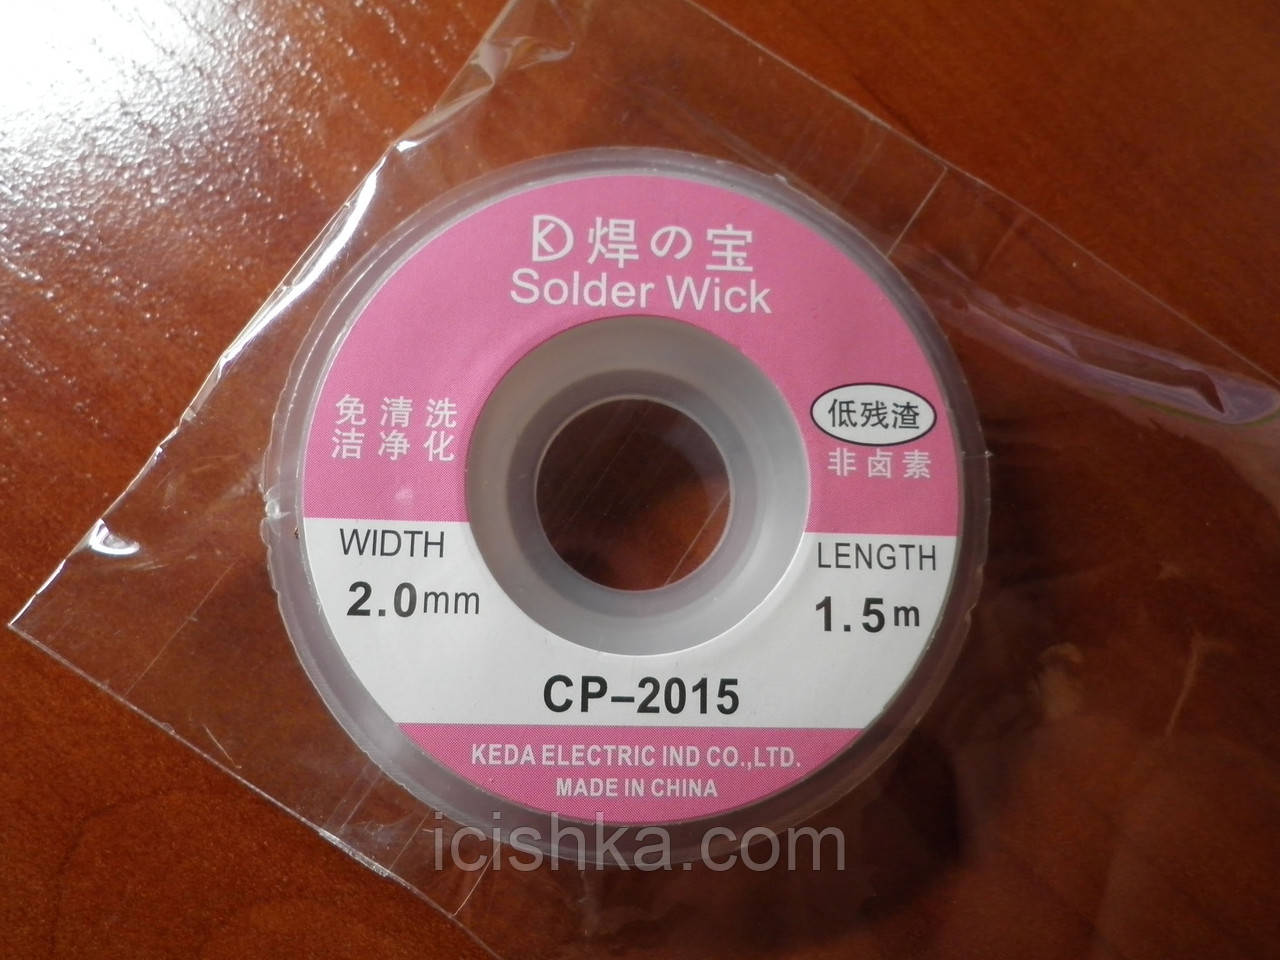 焊の宝
Solder Wick
免清洗
洁净化
低残渣
非卤素
WIDTH
2.0mm
LENGTH
1.5m
CP-2015
KEDA ELECTRIC IND CO.,LTD.
MADE IN CHINA
icishka.com